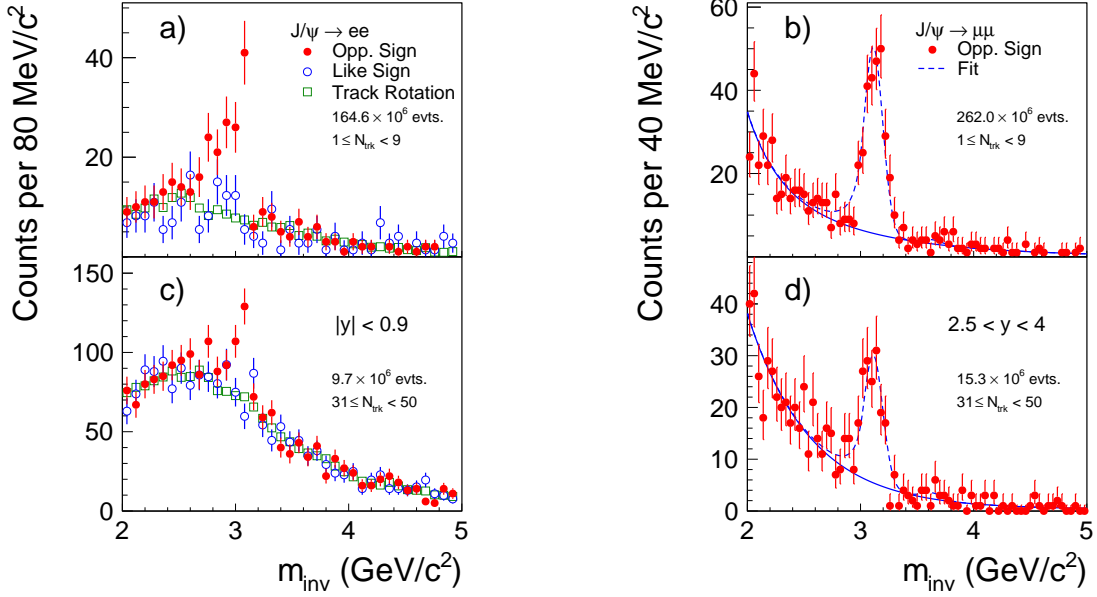 Counts per 80 MeV/c²
a)
J/ψ → ee
Opp. Sign
Like Sign
Track Rotation
164.6 × 10⁶ evts.
1 ≤ N_trk < 9
40
20
c)
|y| < 0.9
9.7 × 10⁶ evts.
31 ≤ N_trk < 50
150
100
50
0
2 3 4 5
m_inv (GeV/c²)
Counts per 40 MeV/c²
b)
J/ψ → μμ
Opp. Sign
Fit
262.0 × 10⁶ evts.
1 ≤ N_trk < 9
60
40
20
0
d)
2.5 < y < 4
15.3 × 10⁶ evts.
31 ≤ N_trk < 50
40
30
20
10
0
2 3 4 5
m_inv (GeV/c²)